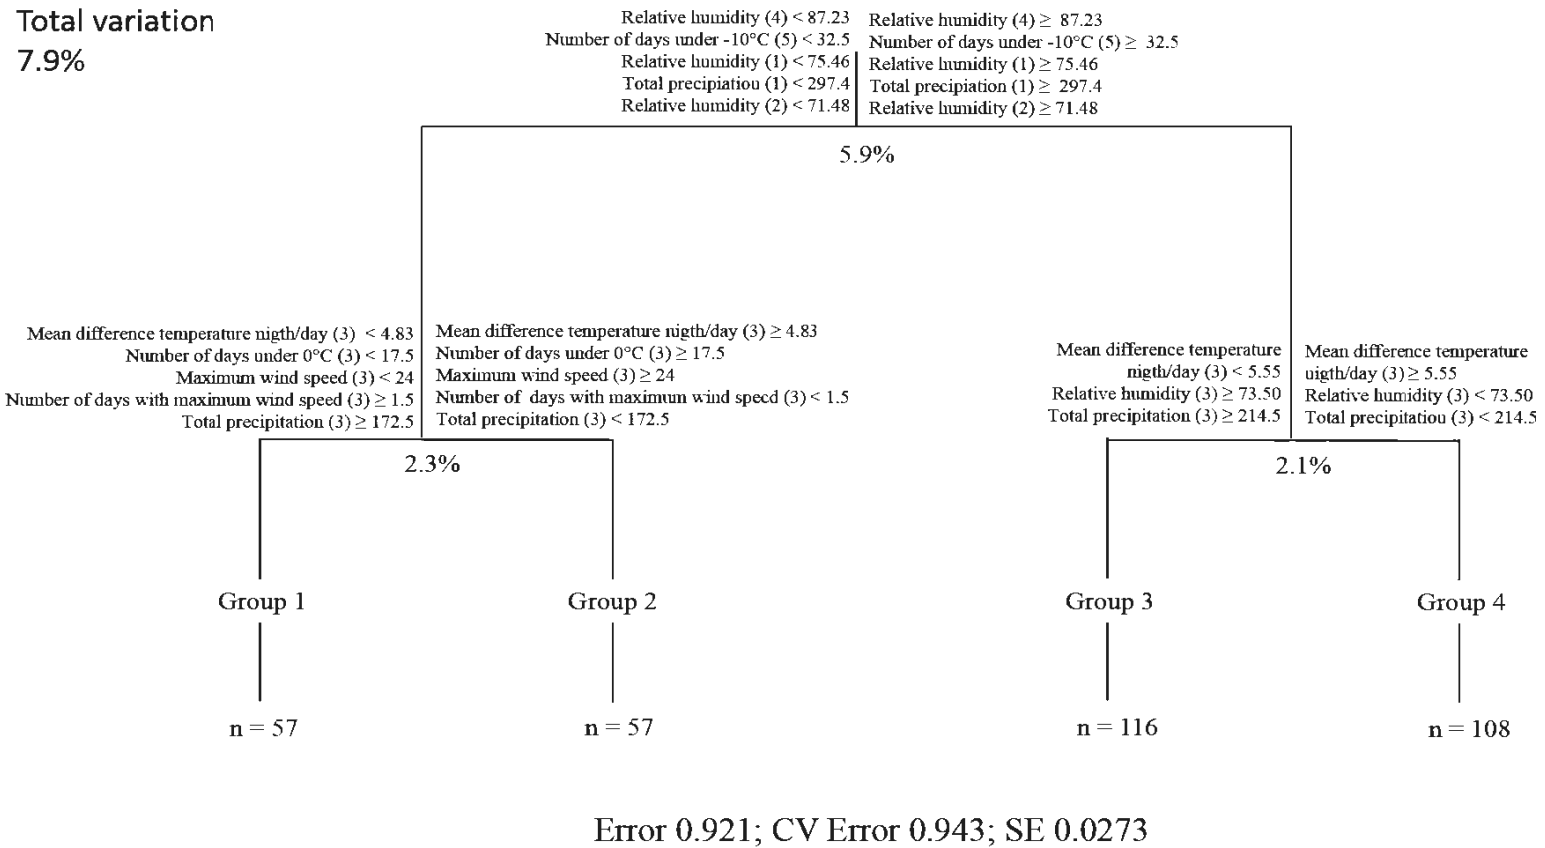 Total variation
7.9%
Relative humidity (4) < 87.23
Number of days under -10°C (5) < 32.5
Relative humidity (1) < 75.46
Total precipiatiou (1) < 297.4
Relative humidity (2) < 71.48
Relative humidity (4) ≥ 87.23
Number of days under -10°C (5) ≥ 32.5
Relative humidity (1) ≥ 75.46
Total precipiation (1) ≥ 297.4
Relative humidity (2) ≥ 71.48
5.9%
Mean difference temperature nigth/day (3) < 4.83
Number of days under 0°C (3) < 17.5
Maximum wind speed (3) < 24
Number of days with maximum wind speed (3) ≥ 1.5
Total precipitation (3) ≥ 172.5
Mean difference temperature nigth/day (3) ≥ 4.83
Number of days under 0°C (3) ≥ 17.5
Maximum wind speed (3) ≥ 24
Number of days with maximum wind speed (3) < 1.5
Total precipitation (3) < 172.5
2.3%
Mean difference temperature
nigth/day (3) < 5.55
Relative humidity (3) ≥ 73.50
Total precipitation (3) ≥ 214.5
Mean difference temperature
nigth/day (3) ≥ 5.55
Relative humidity (3) < 73.50
Total precipitatiou (3) < 214.5
2.1%
Group 1
Group 2
Group 3
Group 4
n = 57
n = 57
n = 116
n = 108
Error 0.921; CV Error 0.943; SE 0.0273